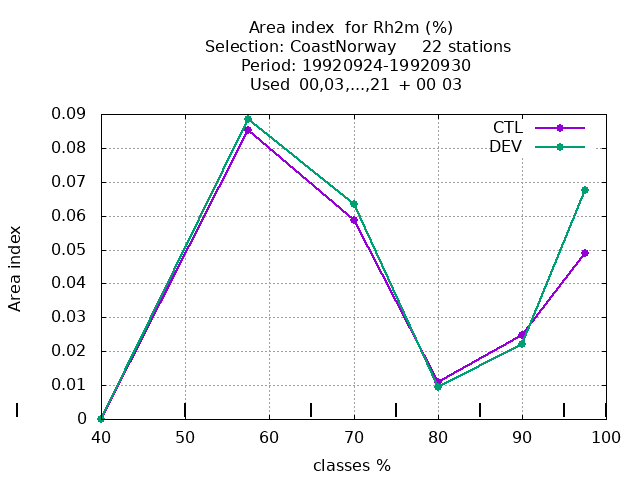 Area index for Rh2m (%)
Selection: CoastNorway 22 stations
Period: 19920924-19920930
Used 00,03,...,21 + 00 03
CTL
DEV
0.09
0.08
0.07
0.06
0.05
0.04
0.03
0.02
0.01
0
Area index
40 50 60 70 80 90 100
classes %